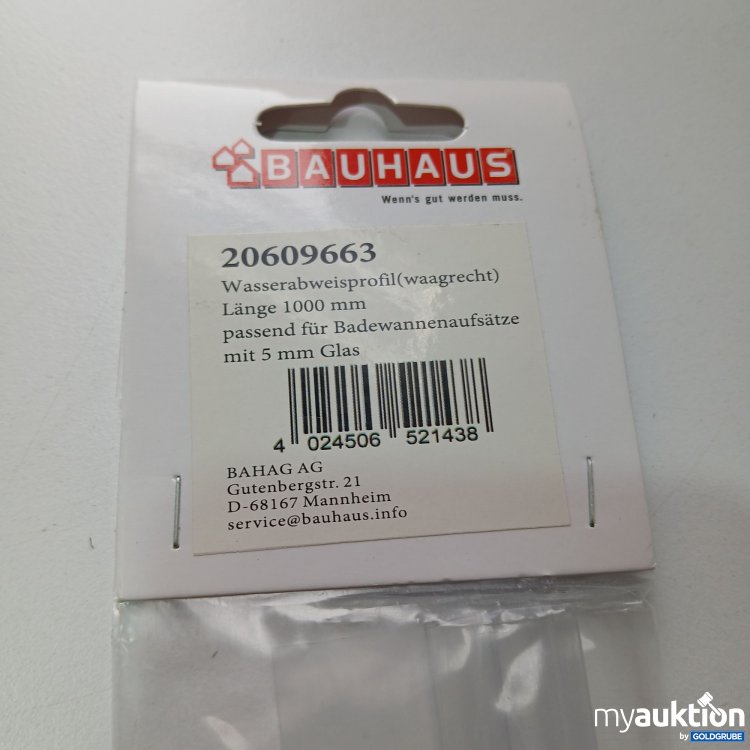 BAUHAUS
Wenn's gut werden muss.
20609663
Wasserabweisprofil(waagrecht)
Länge 1000 mm
passend für Badewannenaufsätze
mit 5 mm Glas
4 024506 521438
BAHAG AG
Gutenbergstr. 21
D-68167 Mannheim
service@bauhaus.info
myauktion
by GOLDGRUBE